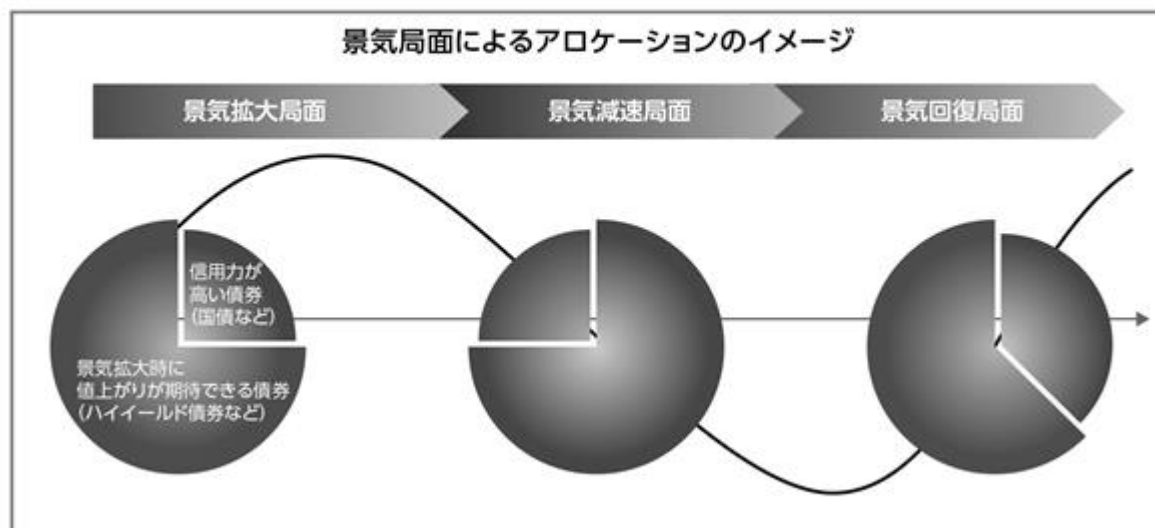 景気局面によるアロケーションのイメージ
景気拡大局面
景気減速局面
景気回復局面
信用力が
高い債券
(国債など)
景気拡大時に
値上がりが期待できる債券
(ハイイールド債券など)